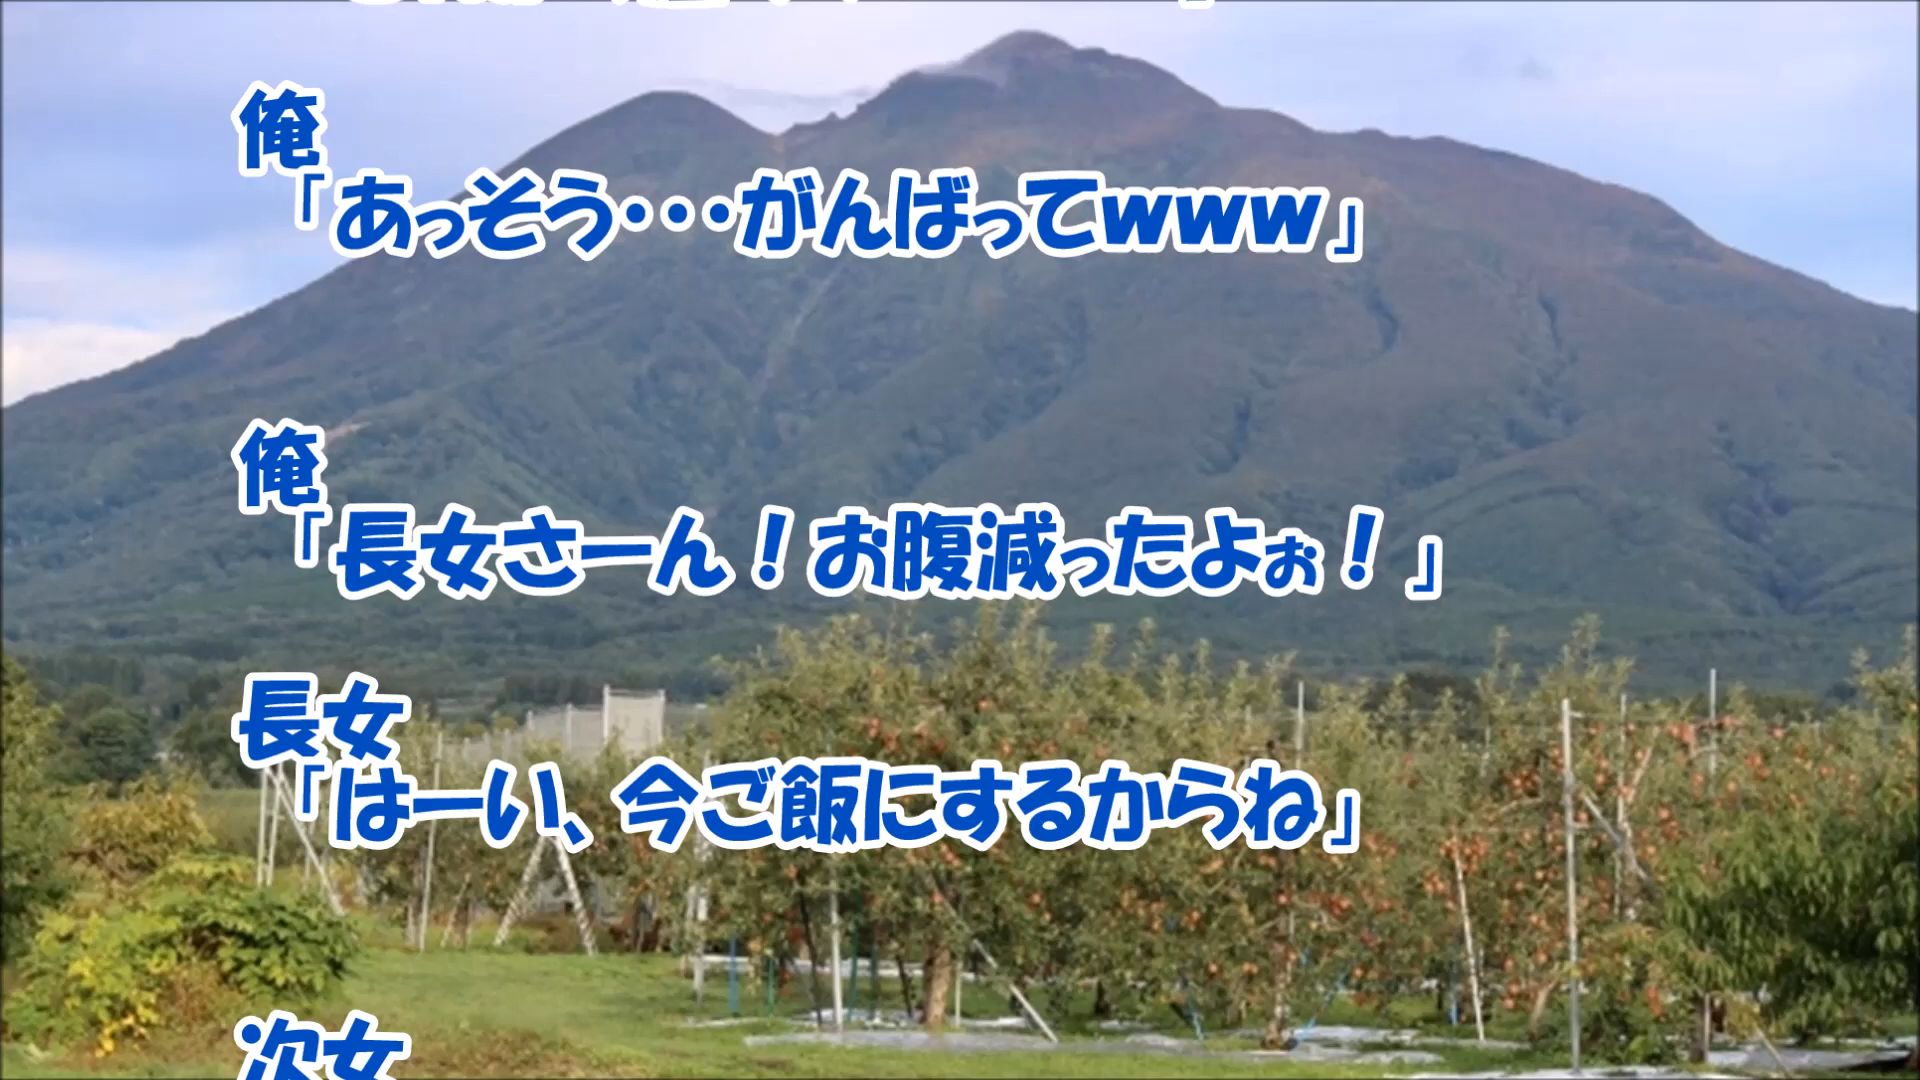 俺
「あっそう・・・がんばってwww」
俺
「長女さーん！お腹減ったよぉ！」
長女
「はーい、今ご飯にするからね」
次女